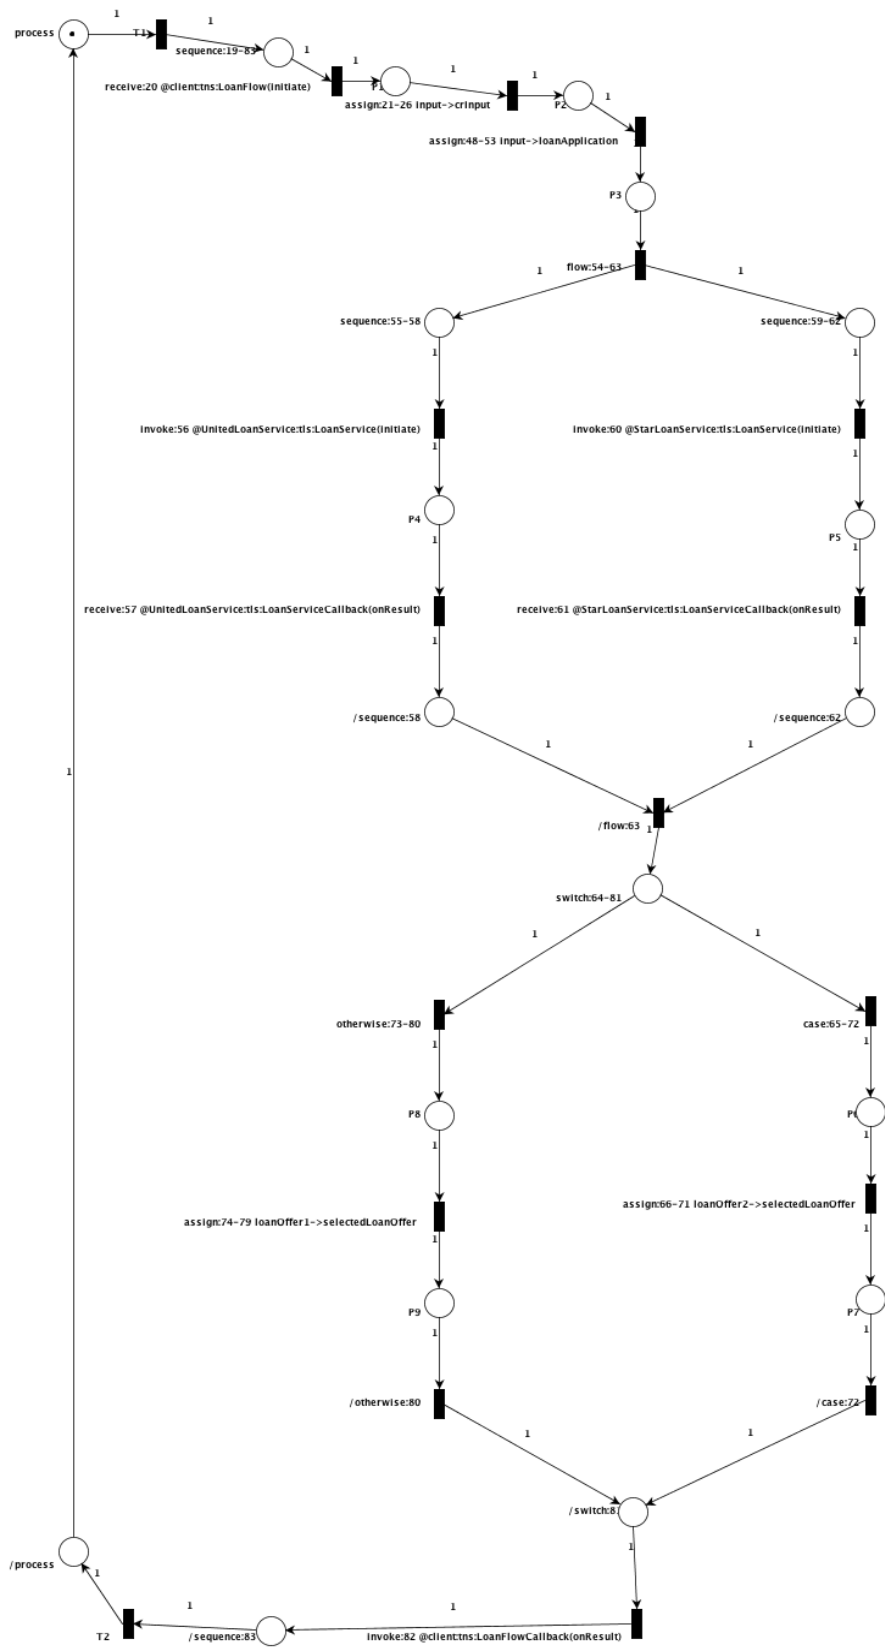 process
1
T1
1
sequence:19-83
1
receive:20 @client:tns:LoanFlow(initiate)
1
P1
1
assign:21-26 input->crInput
1
P2
1
assign:48-53 input->loanApplication
P3
flow:54-63
1
1
sequence:55-58
sequence:59-62
1
1
invoke:56 @UnitedLoanService:tls:LoanService(initiate)
invoke:60 @StarLoanService:tls:LoanService(initiate)
1
1
P4
P5
1
1
receive:57 @UnitedLoanService:tls:LoanServiceCallback(onResult)
receive:61 @StarLoanService:tls:LoanServiceCallback(onResult)
1
1
/sequence:58
/sequence:62
1
1
1
/flow:63
1
switch:64-81
1
1
otherwise:73-80
case:65-72
1
1
P8
P6
1
1
assign:74-79 loanOffer1->selectedLoanOffer
assign:66-71 loanOffer2->selectedLoanOffer
1
1
P9
P7
1
1
/otherwise:80
/case:72
1
1
/switch:81
1
/process
1
1
1
T2
/sequence:83
invoke:82 @client:tns:LoanFlowCallback(onResult)